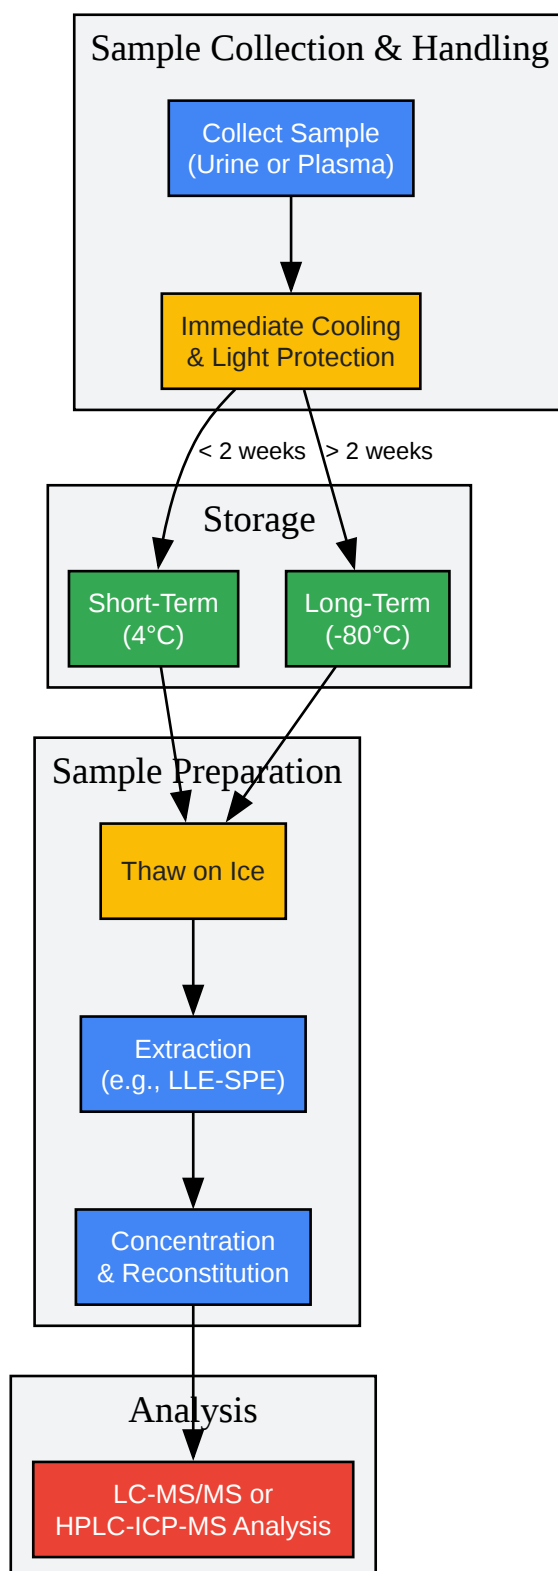 Sample Collection & Handling
Collect Sample
(Urine or Plasma)
Immediate Cooling
& Light Protection
< 2 weeks
> 2 weeks
Storage
Short-Term
(4°C)
Long-Term
(-80°C)
Sample Preparation
Thaw on Ice
Extraction
(e.g., LLE-SPE)
Concentration
& Reconstitution
Analysis
LC-MS/MS or
HPLC-ICP-MS Analysis